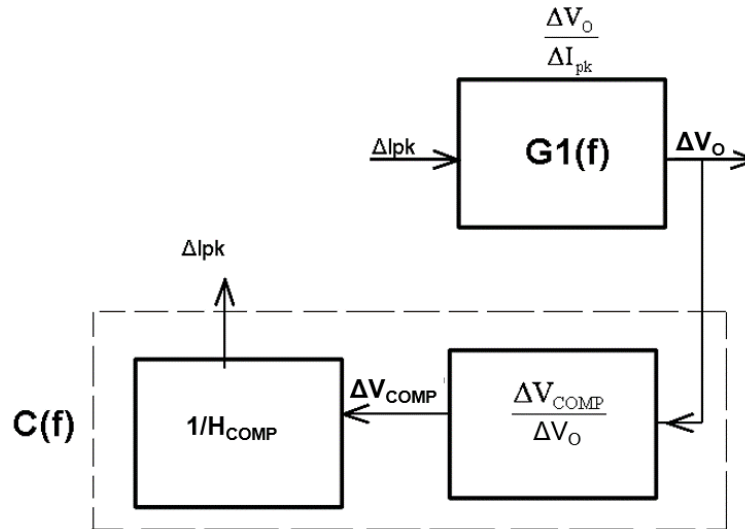 ΔV_O
ΔI_pk
ΔIpk
G1(f)
ΔV_O
ΔIpk
C(f)
1/H_COMP
ΔV_COMP
ΔV_COMP
ΔV_O